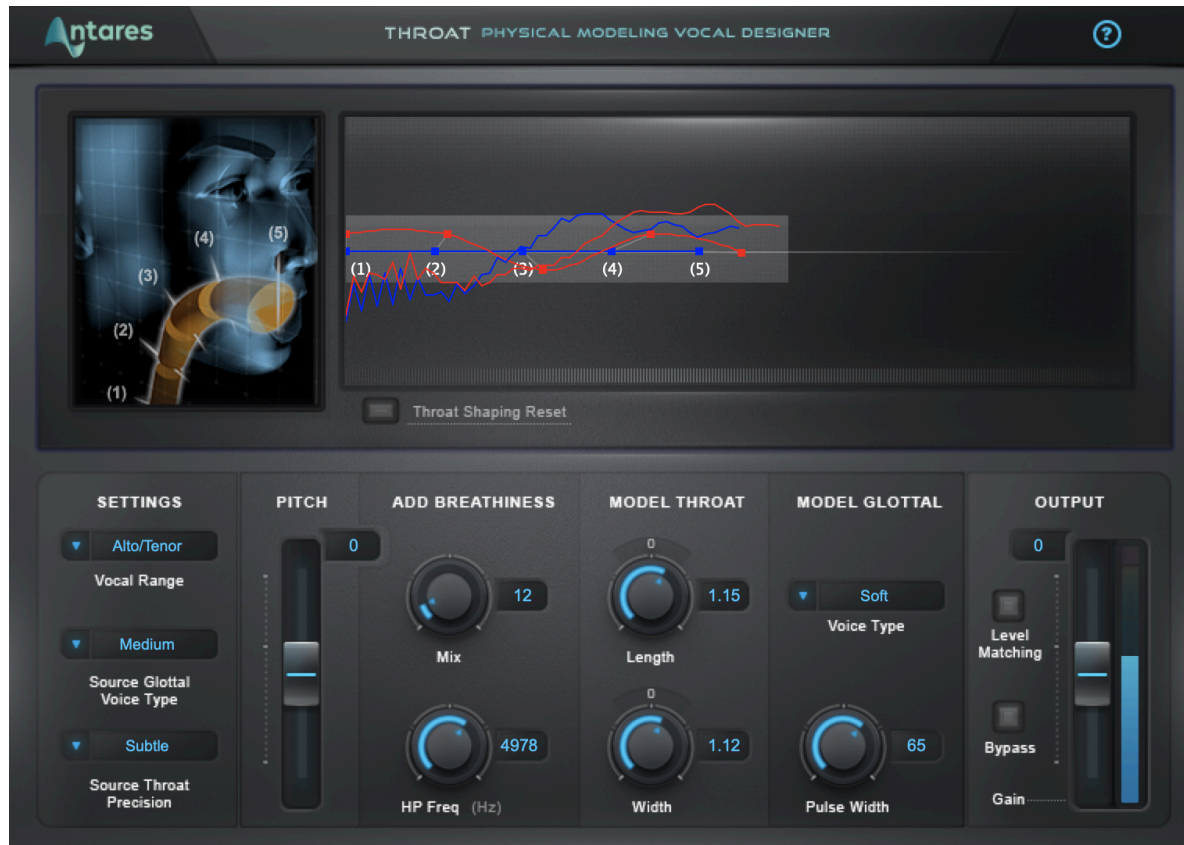 Antares
THROAT PHYSICAL MODELING VOCAL DESIGNER
?
(1)
(2)
(3)
(4)
(5)
(1) (2) (3) (4) (5)
Throat Shaping Reset
SETTINGS
Alto/Tenor
Vocal Range
Medium
Source Glottal
Voice Type
Subtle
Source Throat
Precision
PITCH
0
ADD BREATHINESS
12
Mix
4978
HP Freq (Hz)
MODEL THROAT
0
1.15
Length
0
1.12
Width
MODEL GLOTTAL
Soft
Voice Type
65
Pulse Width
OUTPUT
0
Level
Matching
Bypass
Gain